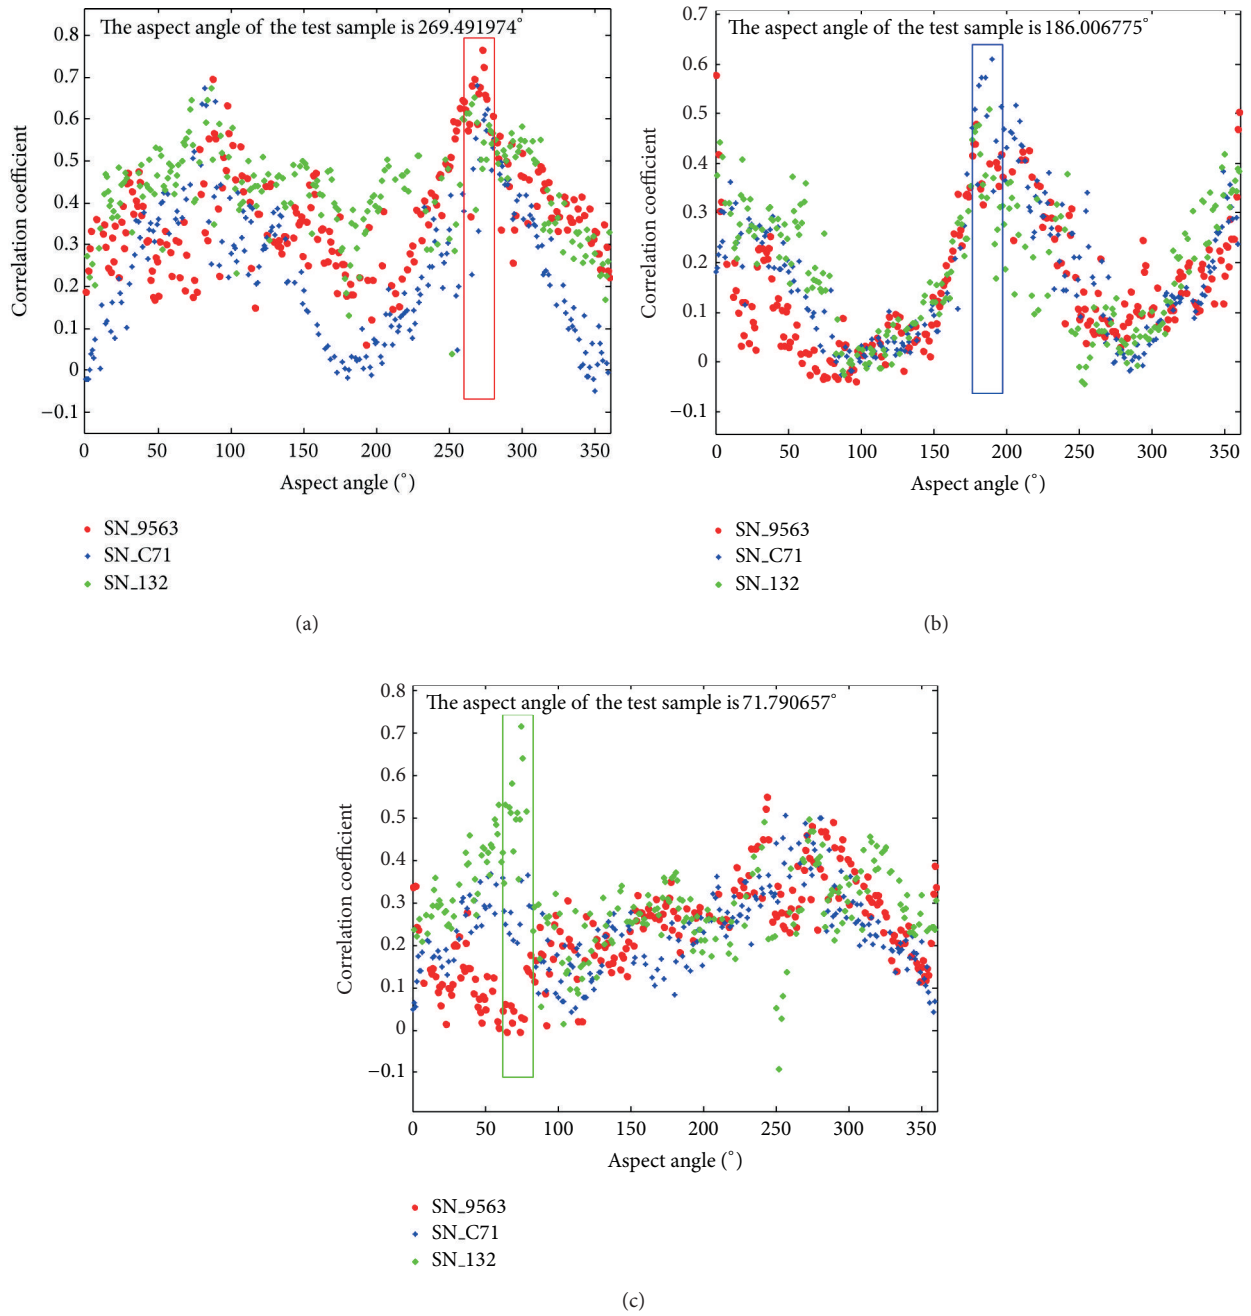 The aspect angle of the test sample is 269.491974°
0.8
0.7
0.6
0.5
0.4
0.3
0.2
0.1
0
−0.1
Correlation coefficient
0 50 100 150 200 250 300 350
Aspect angle (°)
SN_9563
SN_C71
SN_132
(a)
The aspect angle of the test sample is 186.006775°
0.7
0.6
0.5
0.4
0.3
0.2
0.1
0
−0.1
Correlation coefficient
0 50 100 150 200 250 300 350
Aspect angle (°)
SN_9563
SN_C71
SN_132
(b)
The aspect angle of the test sample is 71.790657°
0.8
0.7
0.6
0.5
0.4
0.3
0.2
0.1
0
−0.1
Correlation coefficient
0 50 100 150 200 250 300 350
Aspect angle (°)
SN_9563
SN_C71
SN_132
(c)